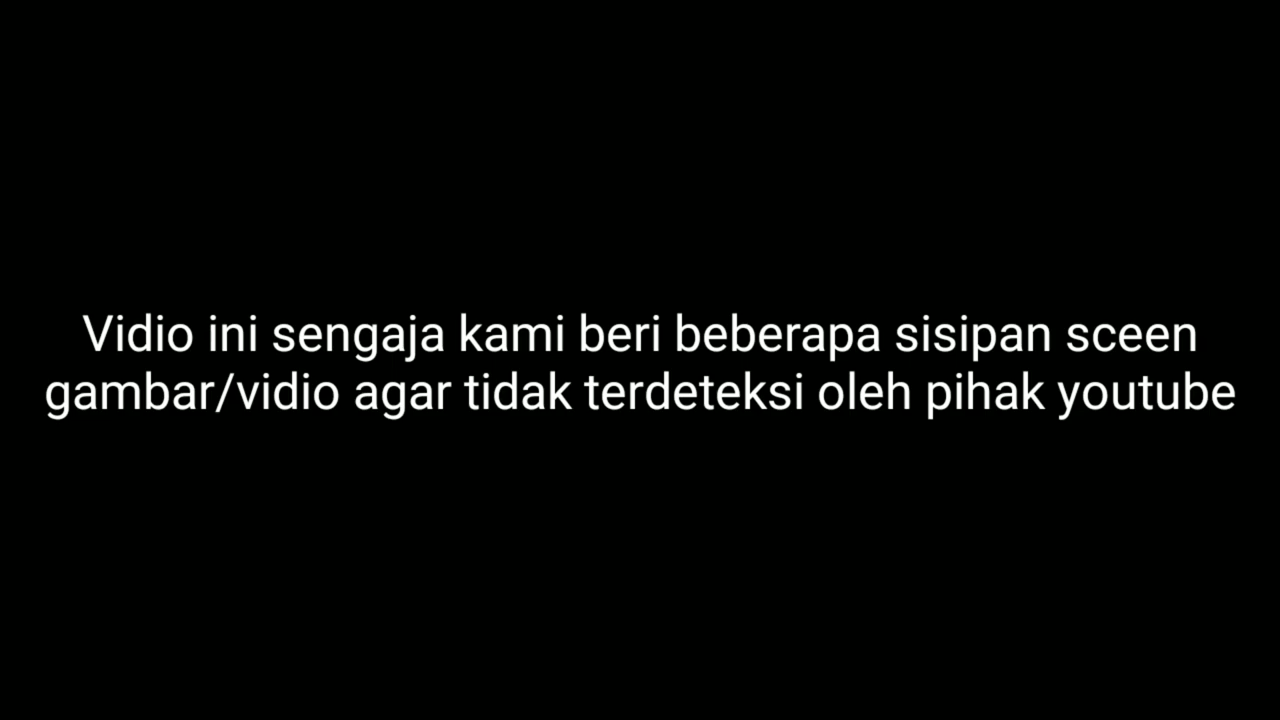 Vidio ini sengaja kami beri beberapa sisipan sceen
gambar/vidio agar tidak terdeteksi oleh pihak youtube